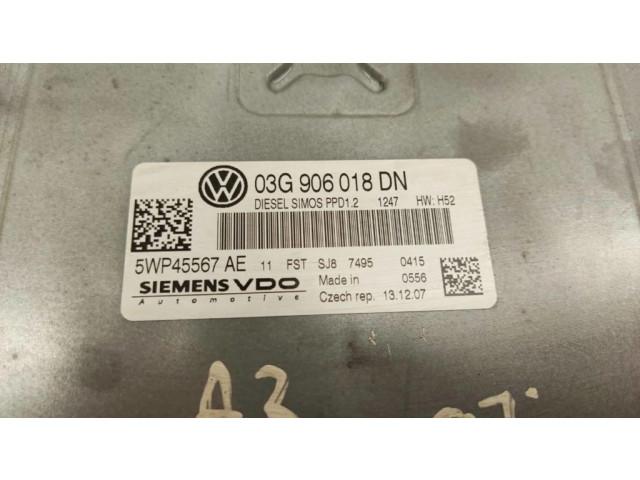 03G 906 018 DN
DIESEL SIMOS PPD1.2 1247 HW: H52
5WP45567 AE 11 FST SJ8 7495 0415
SIEMENS VDO Made in 0556
Automotive Czech rep. 13.12.07
A3